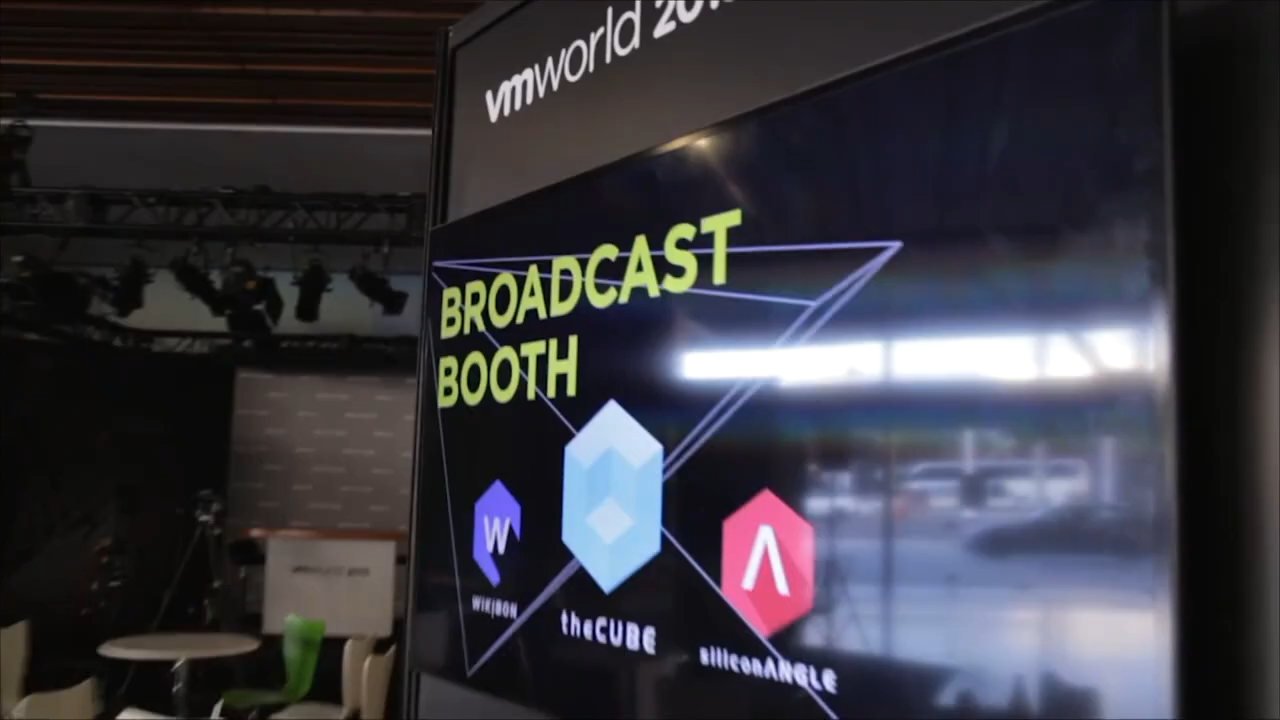 vmworld
BROADCAST
BOOTH
W
WIKIBON
theCUBE
siliconANGLE